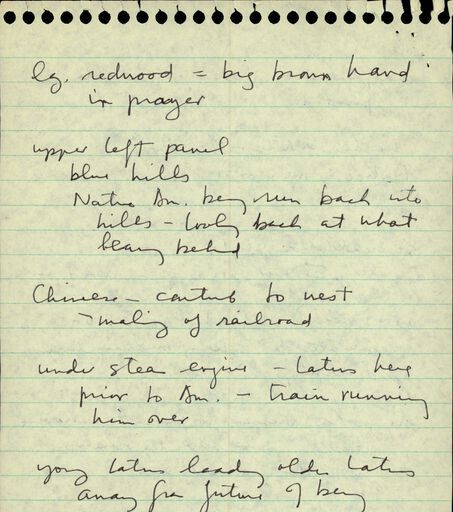 eg. redwood = big brown hand
in prayer
upper left panel
blue hills
Native Am. being run back into
hills - looking back at what
leaving behind
Chinese - contrib to west
- making of railroad
under steam engine - Latino here
prior to Am. - train running
him over
young Latino leading older Latino
away from future of being